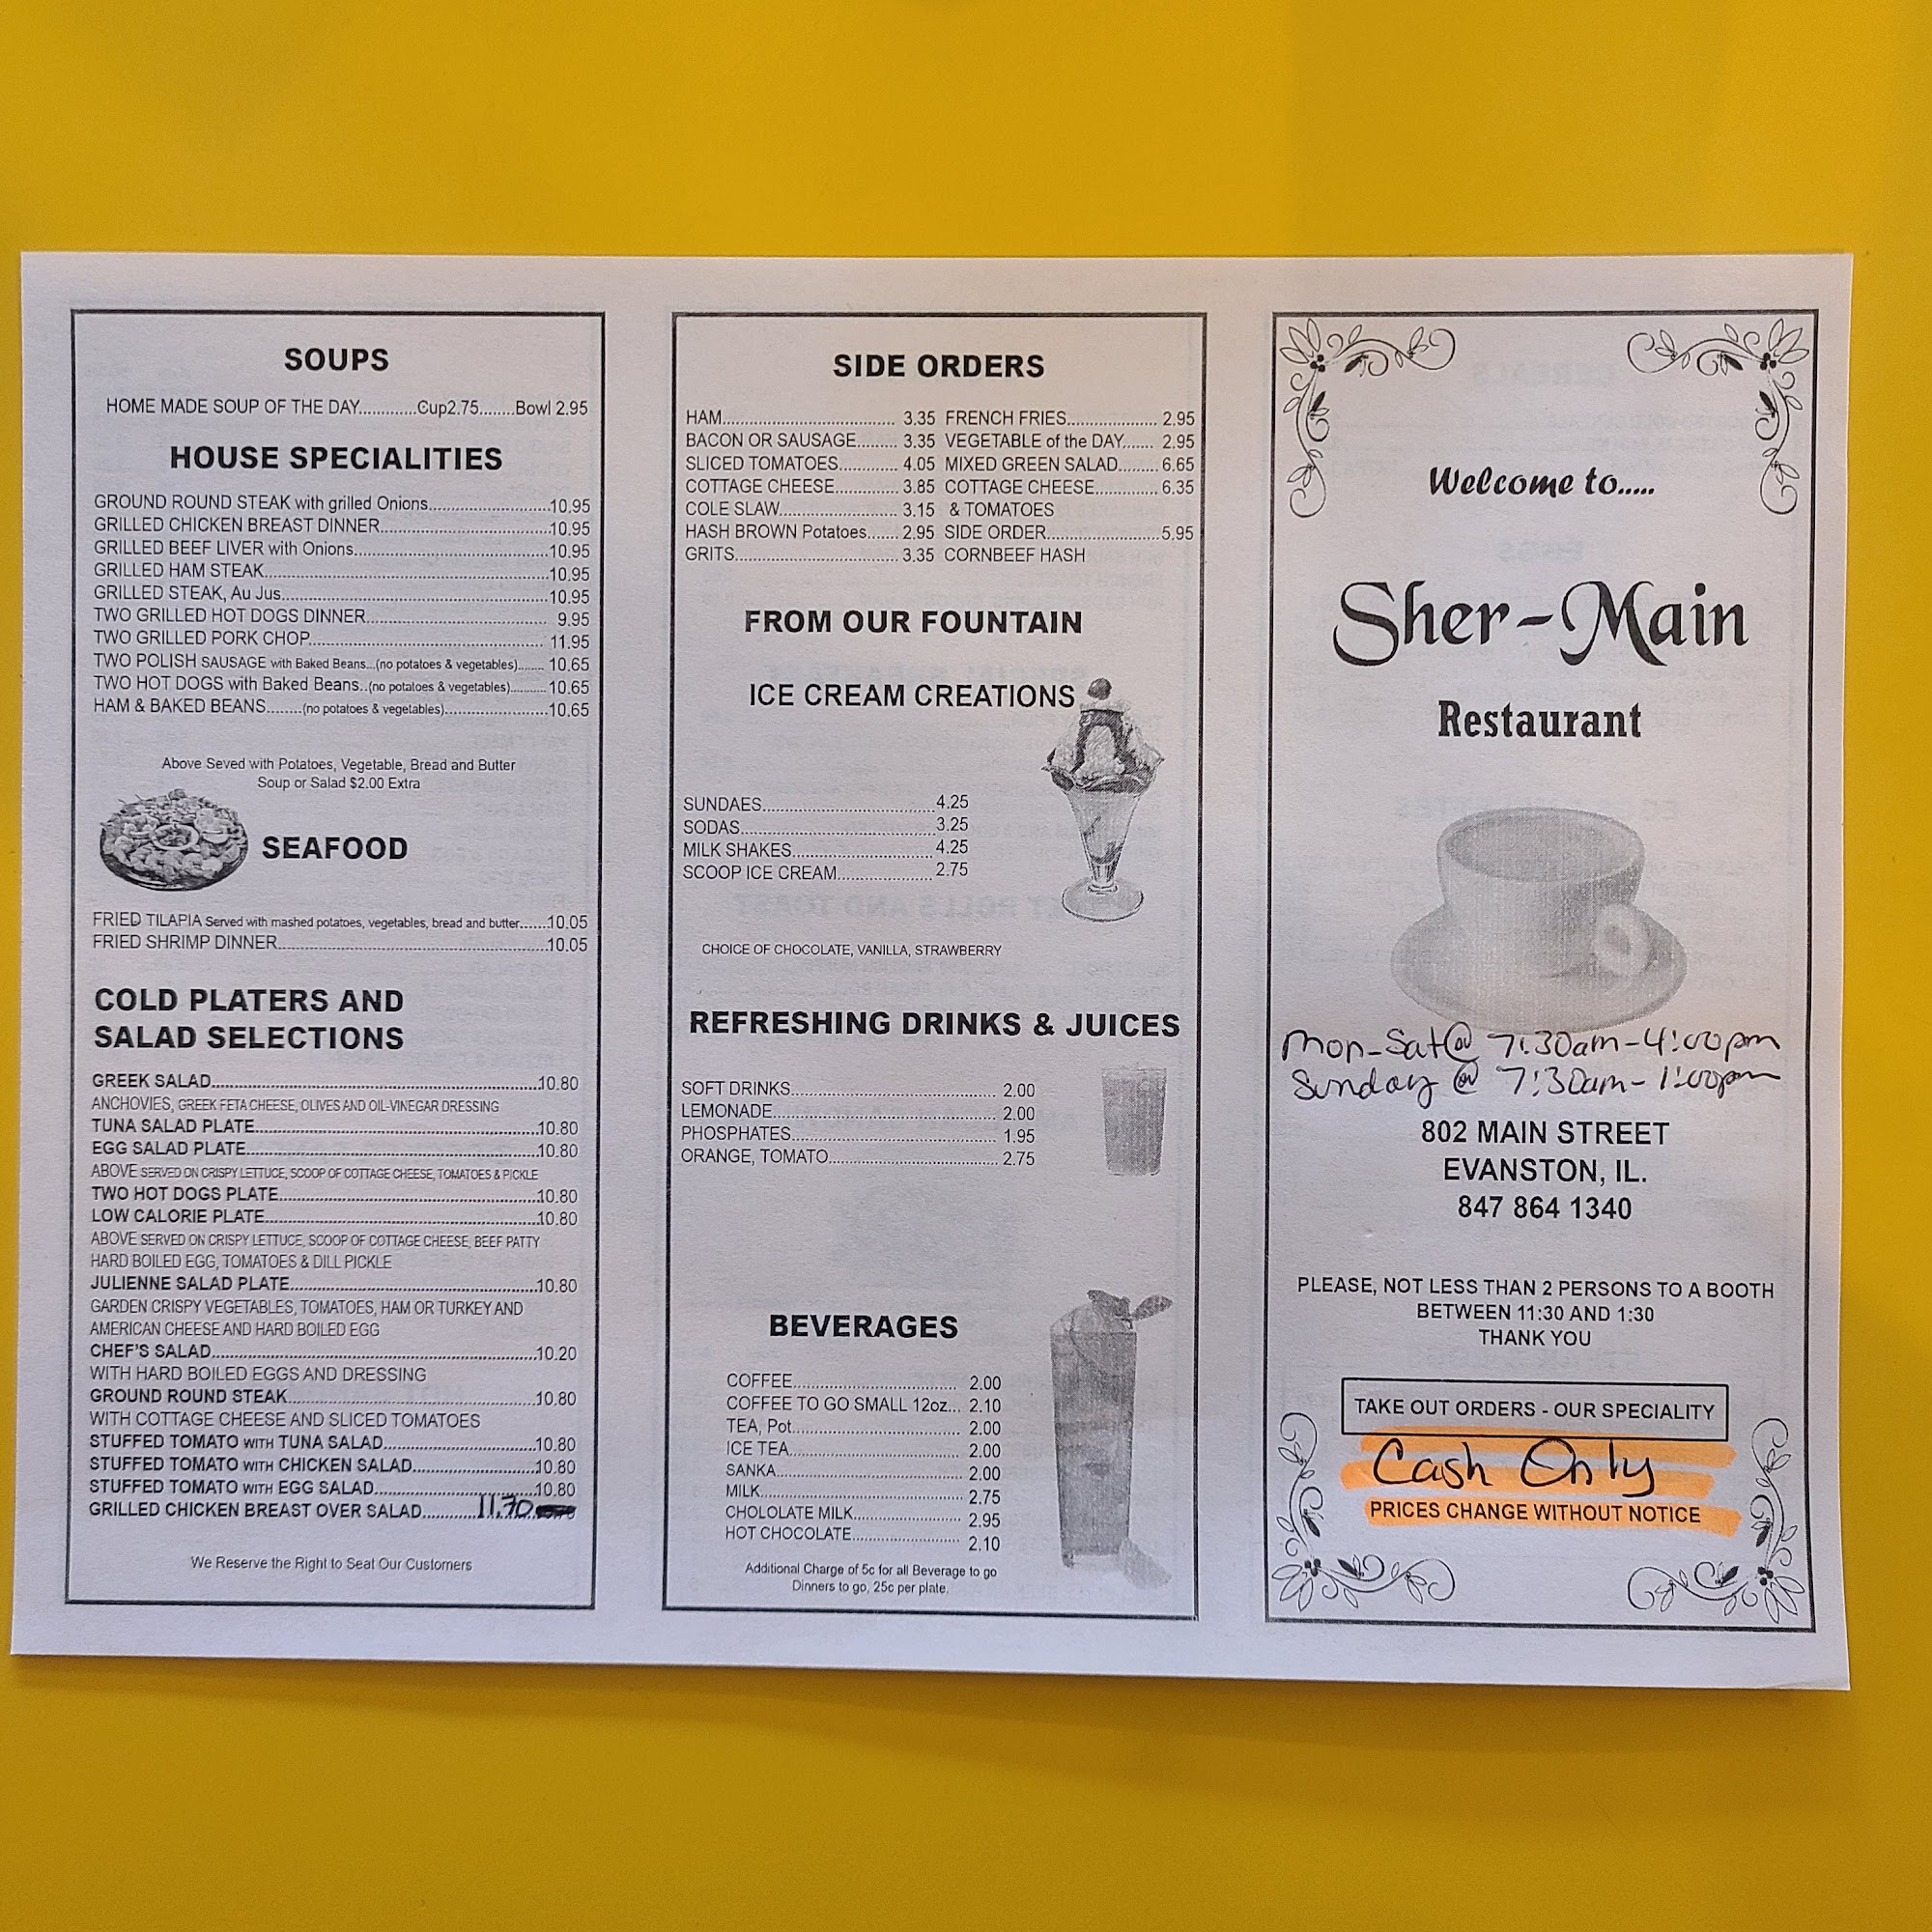 SOUPS
HOME MADE SOUP OF THE DAY.............Cup2.75........Bowl 2.95
HOUSE SPECIALITIES
GROUND ROUND STEAK with grilled Onions...........................10.95
GRILLED CHICKEN BREAST DINNER......................................10.95
GRILLED BEEF LIVER with Onions...........................................10.95
GRILLED HAM STEAK...............................................................10.95
GRILLED STEAK, Au Jus...........................................................10.95
TWO GRILLED HOT DOGS DINNER........................................ 9.95
TWO GRILLED PORK CHOP.................................................... 11.95
TWO POLISH SAUSAGE with Baked Beans...(no potatoes & vegetables)........ 10.65
TWO HOT DOGS with Baked Beans..(no potatoes & vegetables)........... 10.65
HAM & BAKED BEANS........(no potatoes & vegetables).......................10.65
Above Seved with Potatoes, Vegetable, Bread and Butter
Soup or Salad $2.00 Extra
SEAFOOD
FRIED TILAPIA Served with mashed potatoes, vegetables, bread and butter.......10.05
FRIED SHRIMP DINNER............................................................10.05
COLD PLATERS AND
SALAD SELECTIONS
GREEK SALAD.........................................................................10.80
ANCHOVIES, GREEK FETA CHEESE, OLIVES AND OIL-VINEGAR DRESSING
TUNA SALAD PLATE...............................................................10.80
EGG SALAD PLATE.................................................................10.80
ABOVE SERVED ON CRISPY LETTUCE, SCOOP OF COTTAGE CHEESE, TOMATOES & PICKLE
TWO HOT DOGS PLATE..........................................................10.80
LOW CALORIE PLATE.............................................................10.80
ABOVE SERVED ON CRISPY LETTUCE, SCOOP OF COTTAGE CHEESE, BEEF PATTY
HARD BOILED EGG, TOMATOES & DILL PICKLE
JULIENNE SALAD PLATE........................................................10.80
GARDEN CRISPY VEGETABLES, TOMATOES, HAM OR TURKEY AND
AMERICAN CHEESE AND HARD BOILED EGG
CHEF'S SALAD........................................................................10.20
WITH HARD BOILED EGGS AND DRESSING
GROUND ROUND STEAK.......................................................10.80
WITH COTTAGE CHEESE AND SLICED TOMATOES
STUFFED TOMATO WITH TUNA SALAD.................................10.80
STUFFED TOMATO WITH CHICKEN SALAD...........................10.80
STUFFED TOMATO WITH EGG SALAD...................................10.80
GRILLED CHICKEN BREAST OVER SALAD............11.70
We Reserve the Right to Seat Our Customers
SIDE ORDERS
HAM.......................................... 3.35 FRENCH FRIES...................... 2.95
BACON OR SAUSAGE......... 3.35 VEGETABLE of the DAY....... 2.95
SLICED TOMATOES.............. 4.05 MIXED GREEN SALAD.........6.65
COTTAGE CHEESE............... 3.85 COTTAGE CHEESE...............6.35
COLE SLAW............................ 3.15 & TOMATOES
HASH BROWN Potatoes....... 2.95 SIDE ORDER...........................5.95
GRITS........................................ 3.35 CORNBEEF HASH
FROM OUR FOUNTAIN
ICE CREAM CREATIONS
SUNDAES..........................................4.25
SODAS...............................................3.25
MILK SHAKES...................................4.25
SCOOP ICE CREAM.......................2.75
CHOICE OF CHOCOLATE, VANILLA, STRAWBERRY
REFRESHING DRINKS & JUICES
SOFT DRINKS.................................................. 2.00
LEMONADE....................................................... 2.00
PHOSPHATES.................................................. 1.95
ORANGE, TOMATO......................................... 2.75
BEVERAGES
COFFEE........................................ 2.00
COFFEE TO GO SMALL 12oz... 2.10
TEA, Pot......................................... 2.00
ICE TEA.......................................... 2.00
SANKA............................................ 2.00
MILK................................................. 2.75
CHOLOLATE MILK.......................... 2.95
HOT CHOCOLATE.......................... 2.10
Additional Charge of 5c for all Beverage to go
Dinners to go, 25c per plate.
Welcome to.....
Sher-Main
Restaurant
Mon-Sat@ 7:30am-4:00pm
Sunday @ 7:30am-1:00pm
802 MAIN STREET
EVANSTON, IL.
847 864 1340
PLEASE, NOT LESS THAN 2 PERSONS TO A BOOTH
BETWEEN 11:30 AND 1:30
THANK YOU
TAKE OUT ORDERS - OUR SPECIALITY
Cash Only
PRICES CHANGE WITHOUT NOTICE